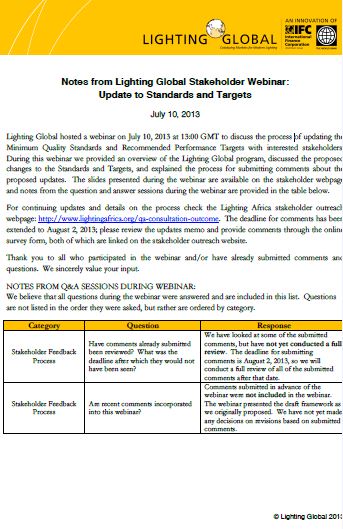 LIGHTING GLOBAL
Catalyzing Markets for Modern Lighting
AN INNOVATION OF
IFC
International
Finance
Corporation
Notes from Lighting Global Stakeholder Webinar:
Update to Standards and Targets
July 10, 2013
Lighting Global hosted a webinar on July 10, 2013 at 13:00 GMT to discuss the process of updating the
Minimum Quality Standards and Recommended Performance Targets with interested stakeholders
During this webinar we provided an overview of the Lighting Global program, discussed the proposed
changes to the Standards and Targets, and explained the process for submitting comments about the
proposed updates. The slides presented during the webinar are available on the stakeholder webpage
and notes from the question and answer sessions during the webinar are provided in the table below.
For continuing updates and details on the process check the Lighting Africa stakeholder outreach
webpage: http://www.lightingafrica.org/qa-consultation-outcome. The deadline for comments has been
extended to August 2, 2013; please review the updates memo and provide comments through the online
survey form, both of which are linked on the stakeholder outreach website.
Thank you to all who participated in the webinar and/or have already submitted comments and
questions. We sincerely value your input.
NOTES FROM Q&A SESSIONS DURING WEBINAR:
We believe that all questions during the webinar were answered and are included in this list. Questions
are not listed in the order they were asked, but rather are ordered by category.
Category Question Response
Stakeholder Feedback Process Have comments already submitted been reviewed? What was the deadline after which they would not have been seen? We have looked at some of the submitted comments, but have not yet conducted a full review. The deadline for submitting comments is August 2, 2013, so we will conduct a full review of all of the submitted comments after that date.
Stakeholder Feedback Process Are recent comments incorporated into this webinar? Comments submitted in advance of the webinar were not included in the webinar. The webinar presented the draft framework as we originally proposed. We have not yet made any decisions on revisions based on submitted comments.
© Lighting Global 2013